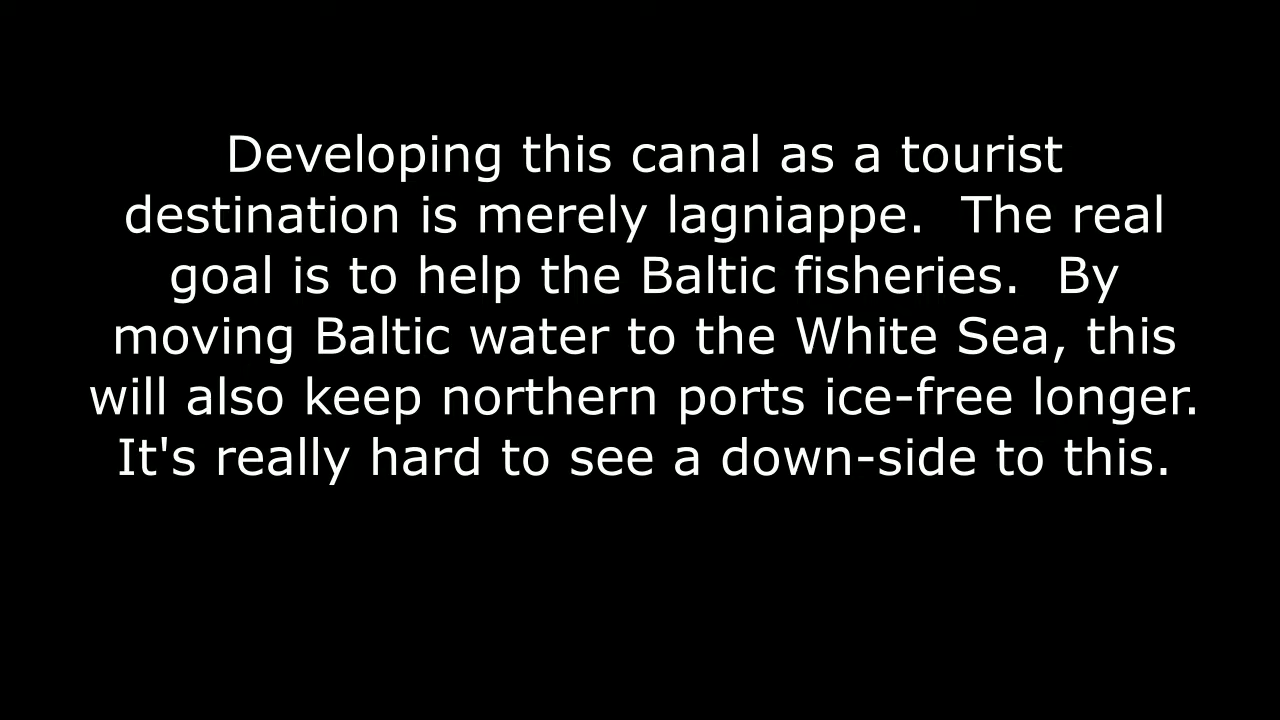 Developing this canal as a tourist
destination is merely lagniappe.  The real
goal is to help the Baltic fisheries.  By
moving Baltic water to the White Sea, this
will also keep northern ports ice-free longer.
It's really hard to see a down-side to this.